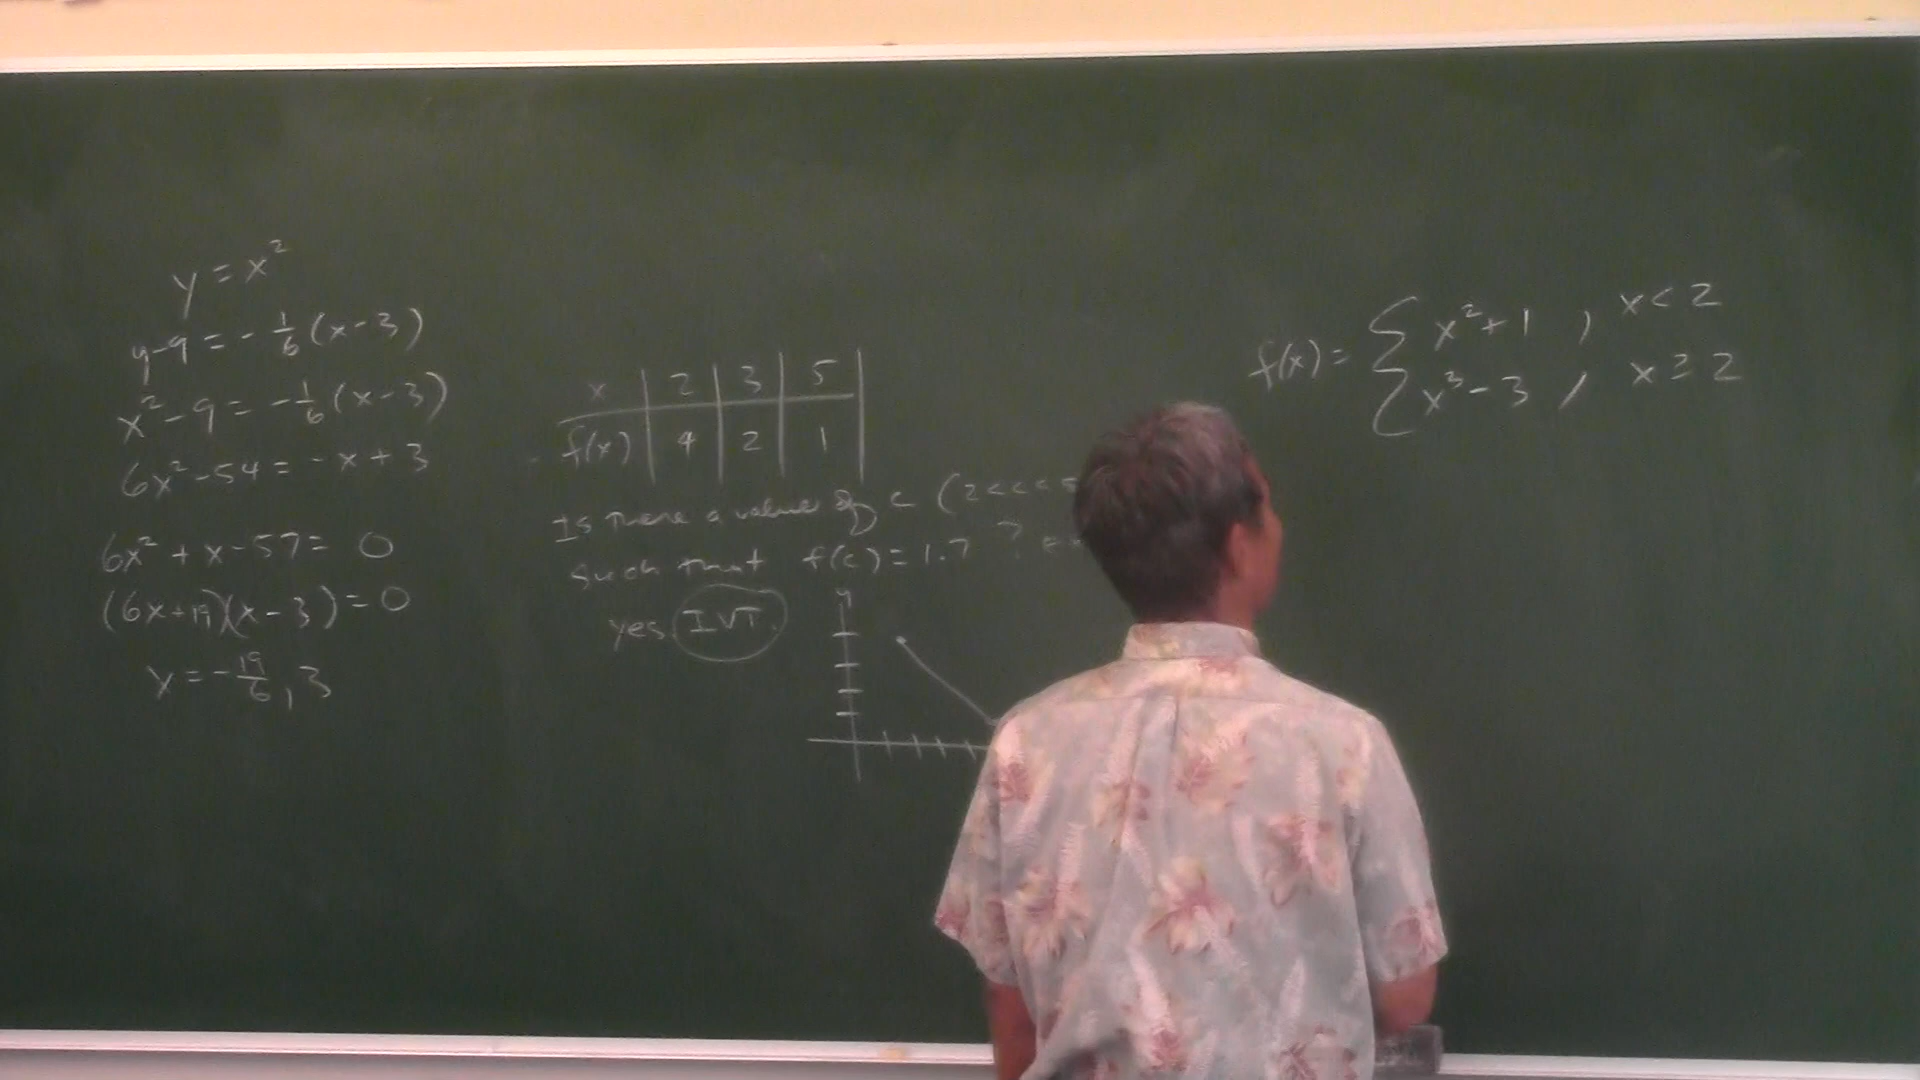 y = x²
y-9 = -1/6(x-3)
x²-9 = -1/6(x-3)
6x²-54 = -x+3
6x²+x-57=0
(6x+19)(x-3)=0
x = -19/6, 3
x | 2 | 3 | 5
f(x) | 4 | 2 | 1
Is there a value of c (2<c<5
such that f(c)=1.7 ?
yes IVT.
y
f(x) = { x²+1 , x<2
x³-3 , x≥2